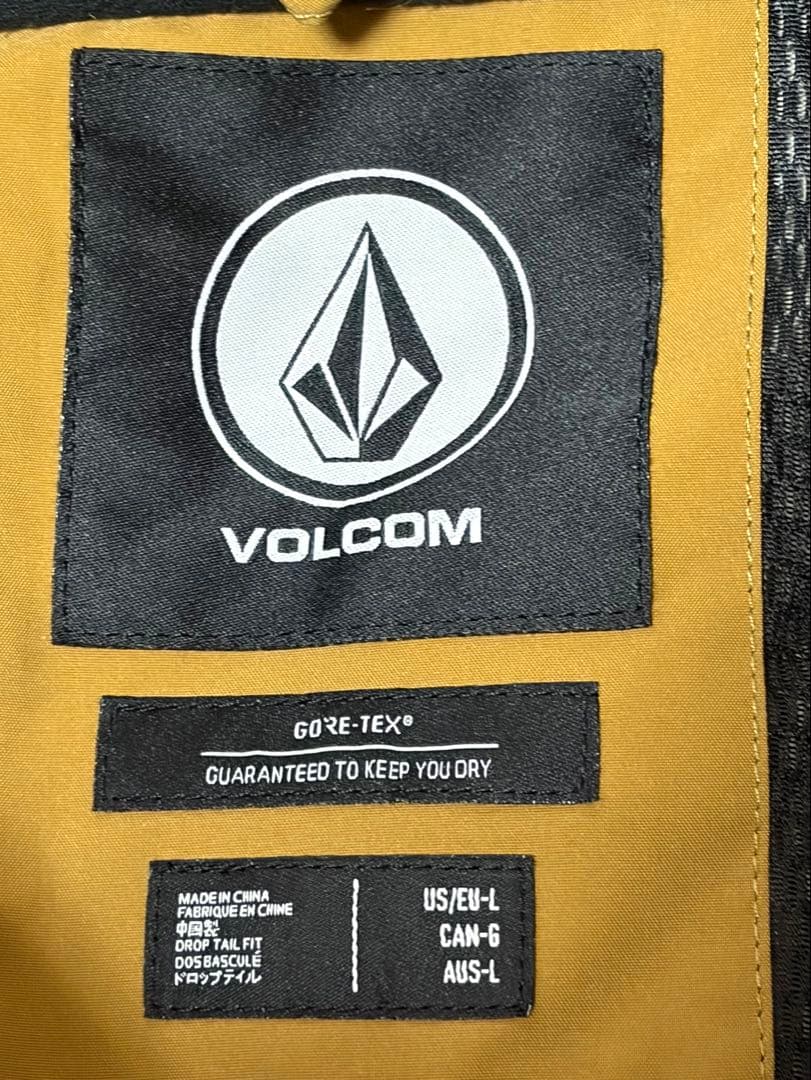 VOLCOM
GORE-TEX®
GUARANTEED TO KEEP YOU DRY
MADE IN CHINA
FABRIQUE EN CHINE
中国製
DROP TAIL FIT
DOS BASCULÉ
ドロップテイル
US/EU-L
CAN-G
AUS-L